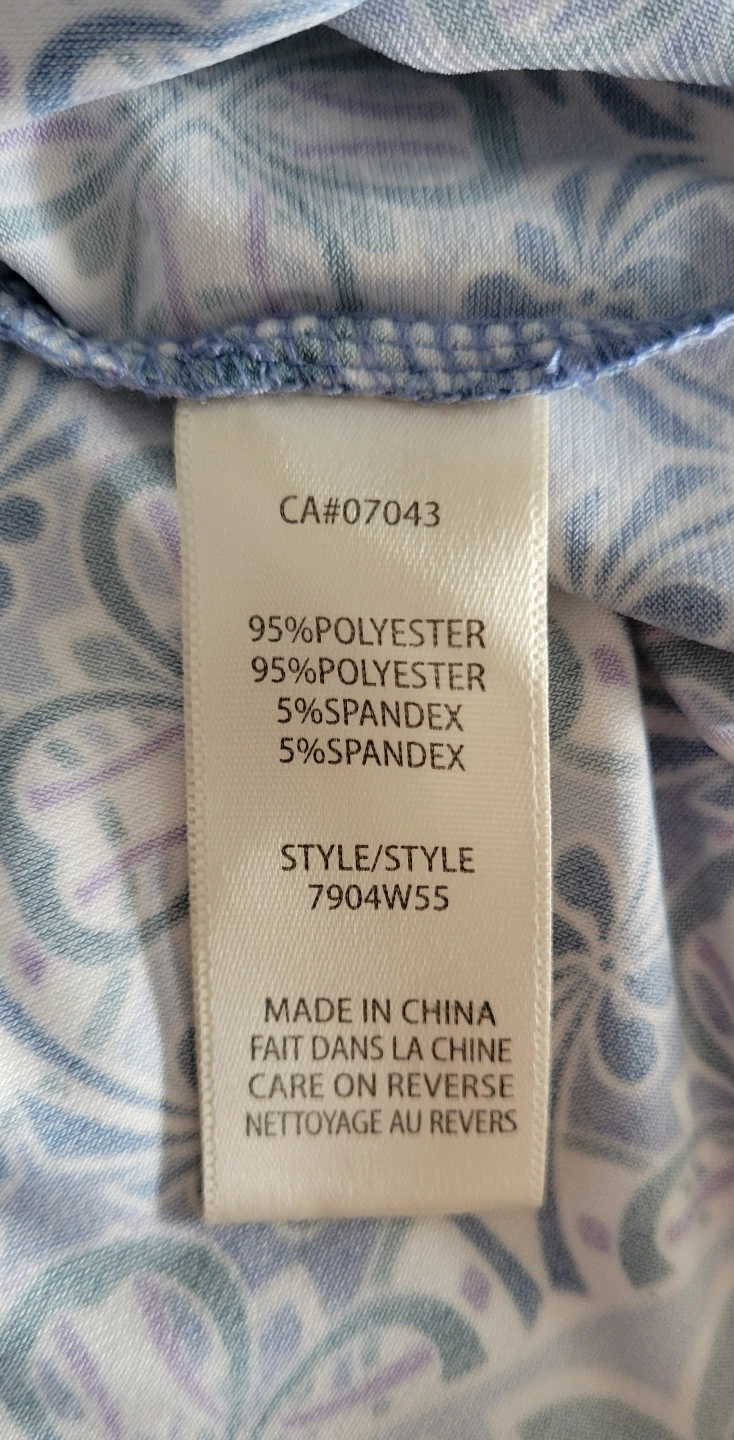 CA#07043
95%POLYESTER
95%POLYESTER
5%SPANDEX
5%SPANDEX
STYLE/STYLE
7904W55
MADE IN CHINA
FAIT DANS LA CHINE
CARE ON REVERSE
NETTOYAGE AU REVERS